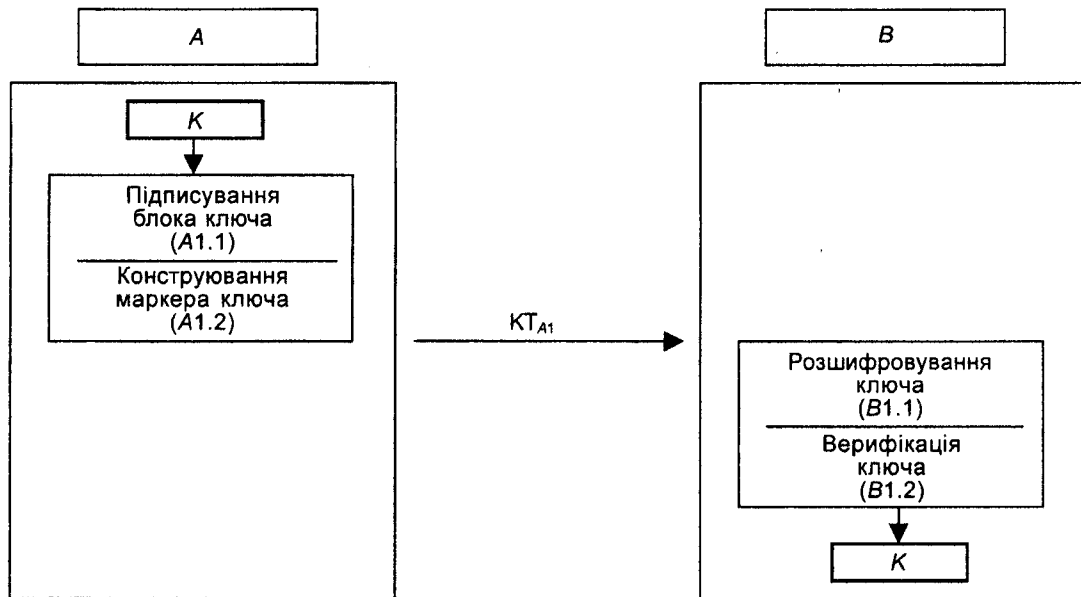 A
B
K
Підписування
блока ключа
(A1.1)
Конструювання
маркера ключа
(A1.2)
KT_A1
Розшифровування
ключа
(B1.1)
Верифікація
ключа
(B1.2)
K